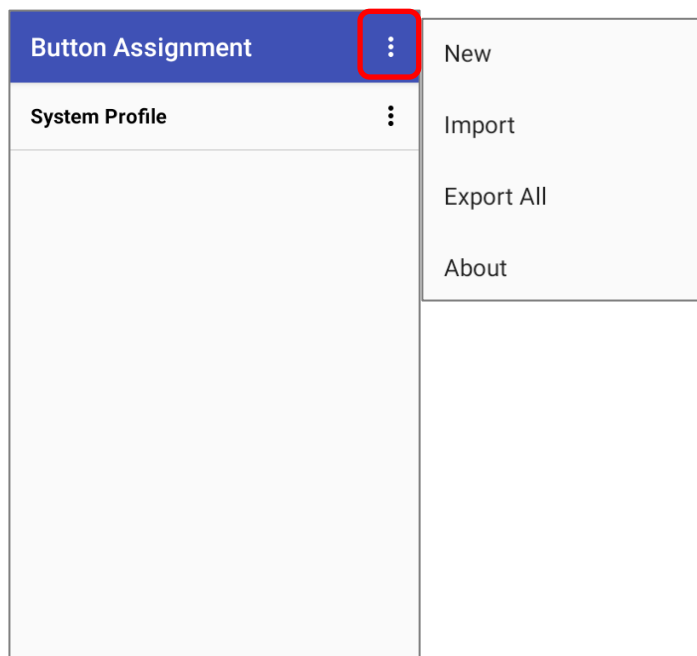 Button Assignment
System Profile
New
Import
Export All
About